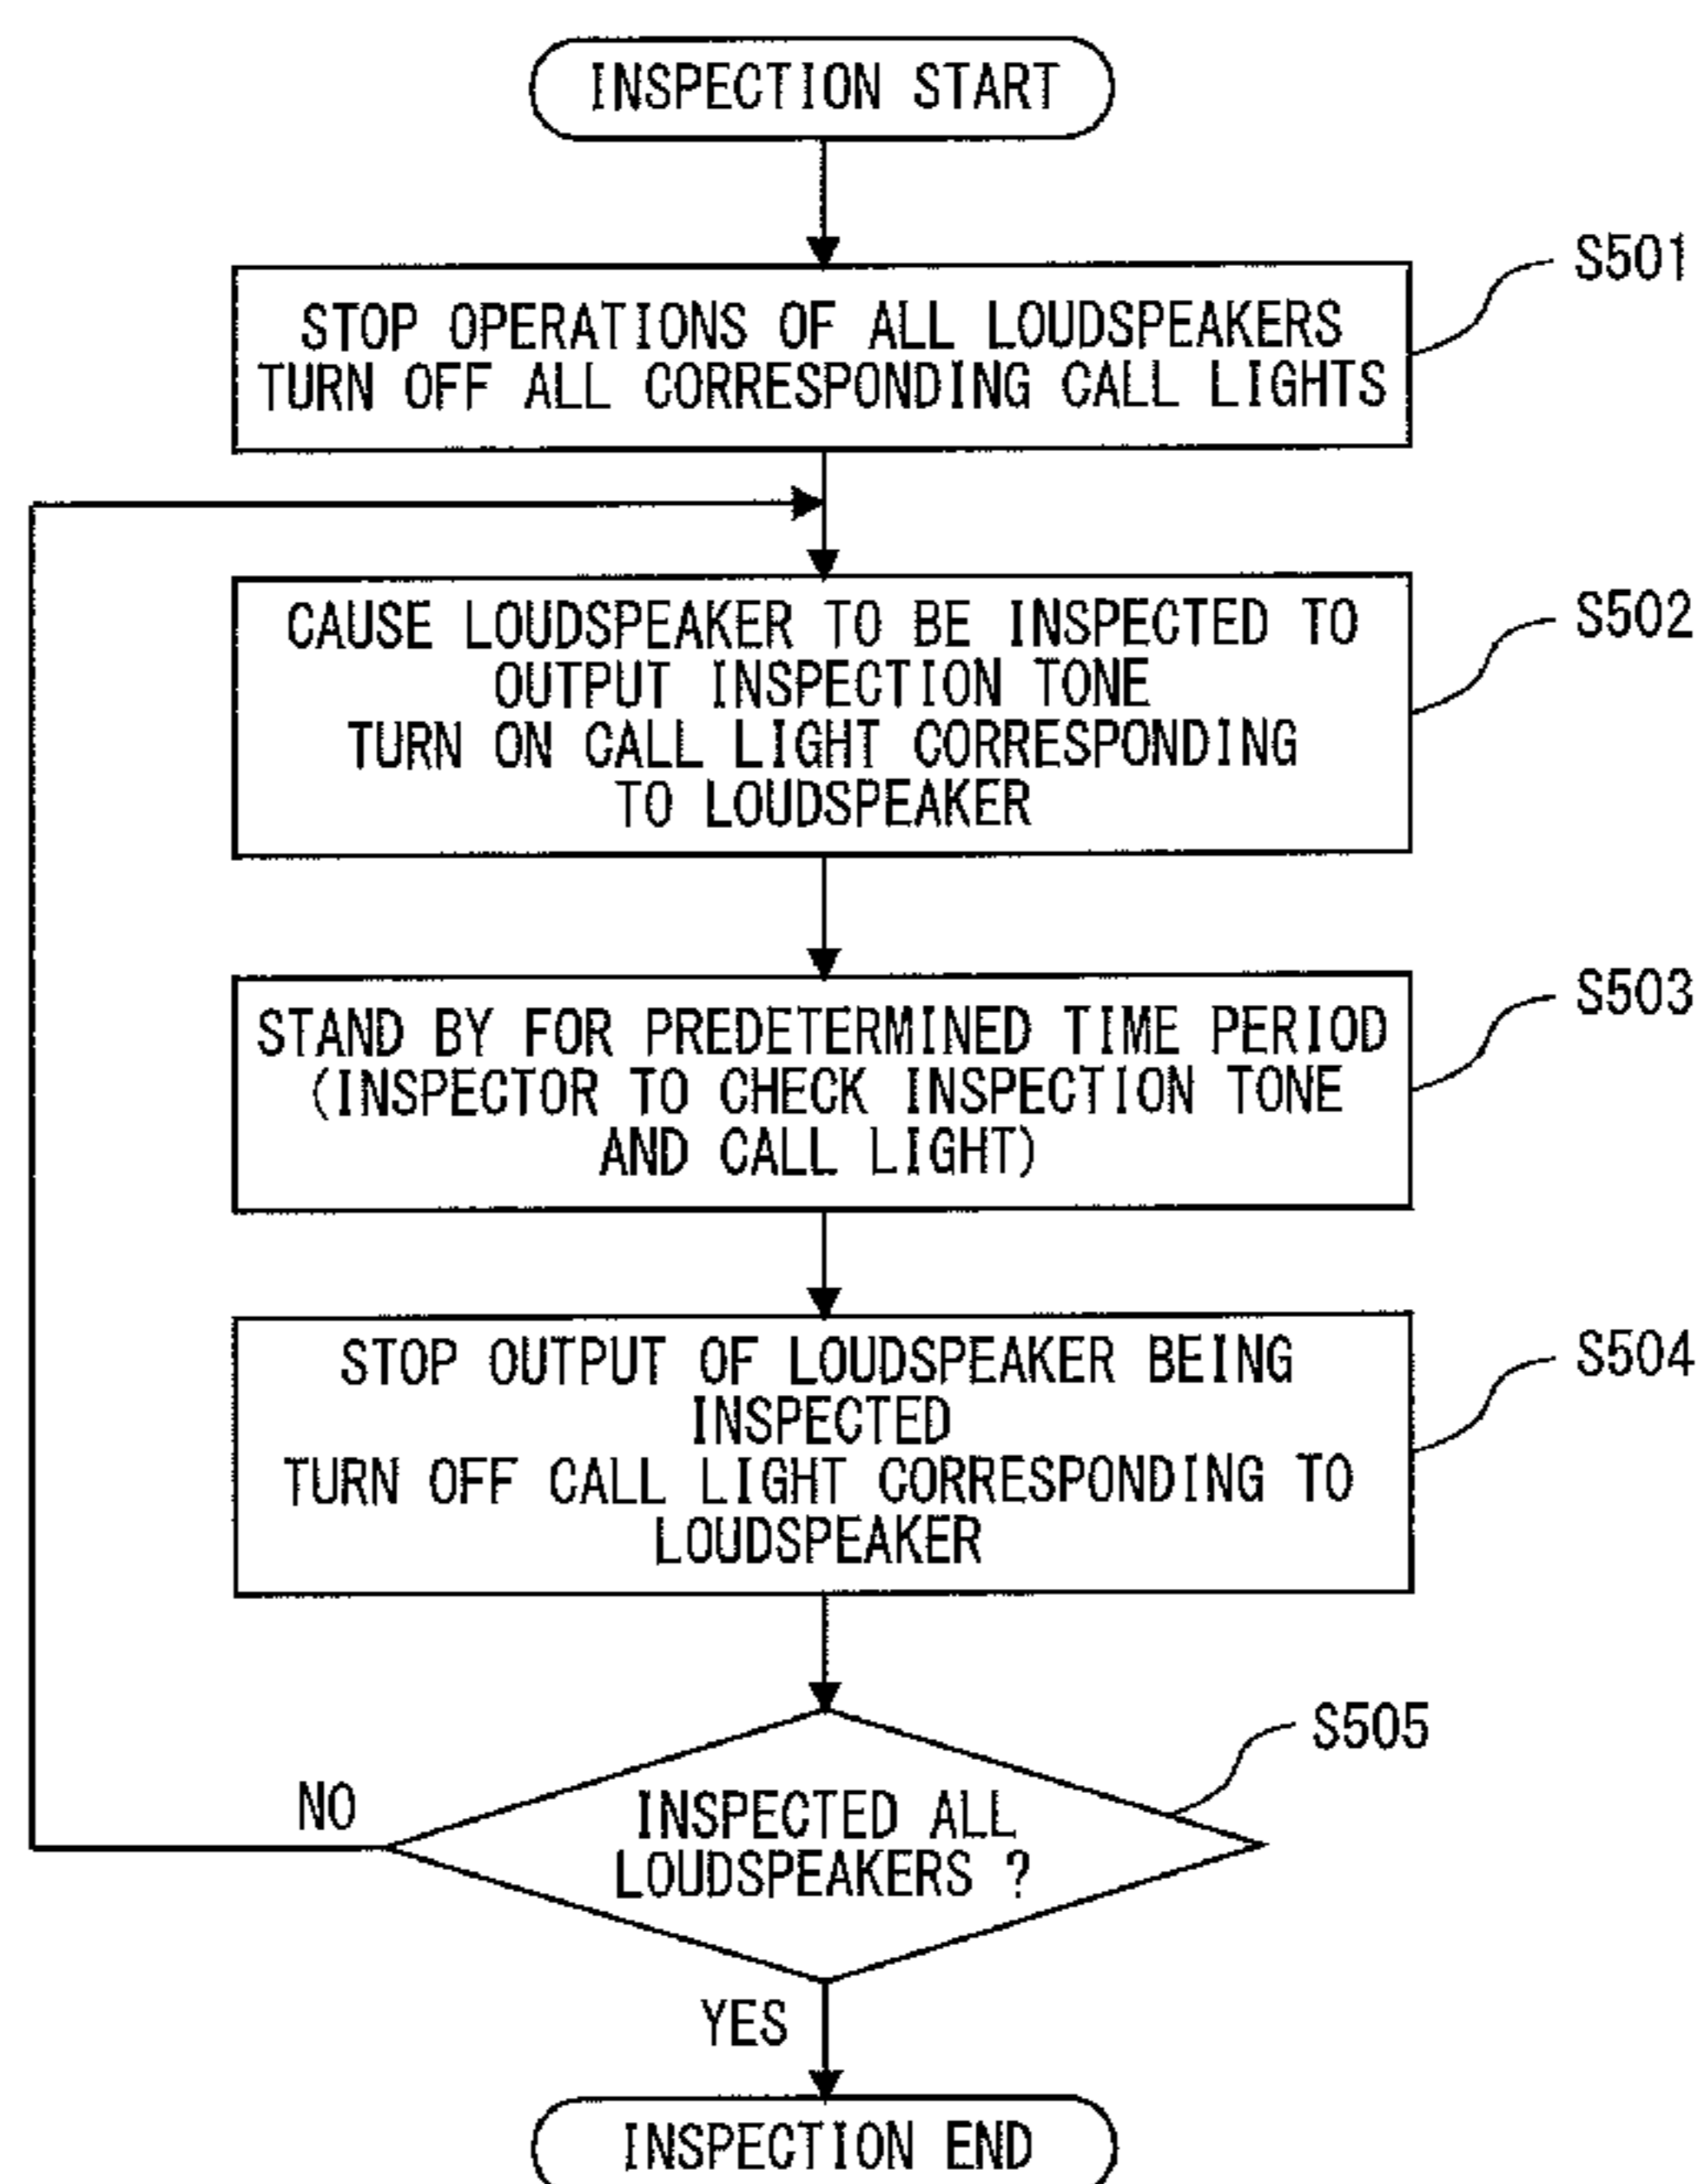 INSPECTION START
S501
STOP OPERATIONS OF ALL LOUDSPEAKERS
TURN OFF ALL CORRESPONDING CALL LIGHTS
S502
CAUSE LOUDSPEAKER TO BE INSPECTED TO
OUTPUT INSPECTION TONE
TURN ON CALL LIGHT CORRESPONDING
TO LOUDSPEAKER
S503
STAND BY FOR PREDETERMINED TIME PERIOD
(INSPECTOR TO CHECK INSPECTION TONE
AND CALL LIGHT)
S504
STOP OUTPUT OF LOUDSPEAKER BEING
INSPECTED
TURN OFF CALL LIGHT CORRESPONDING TO
LOUDSPEAKER
S505
NO
INSPECTED ALL
LOUDSPEAKERS ?
YES
INSPECTION END